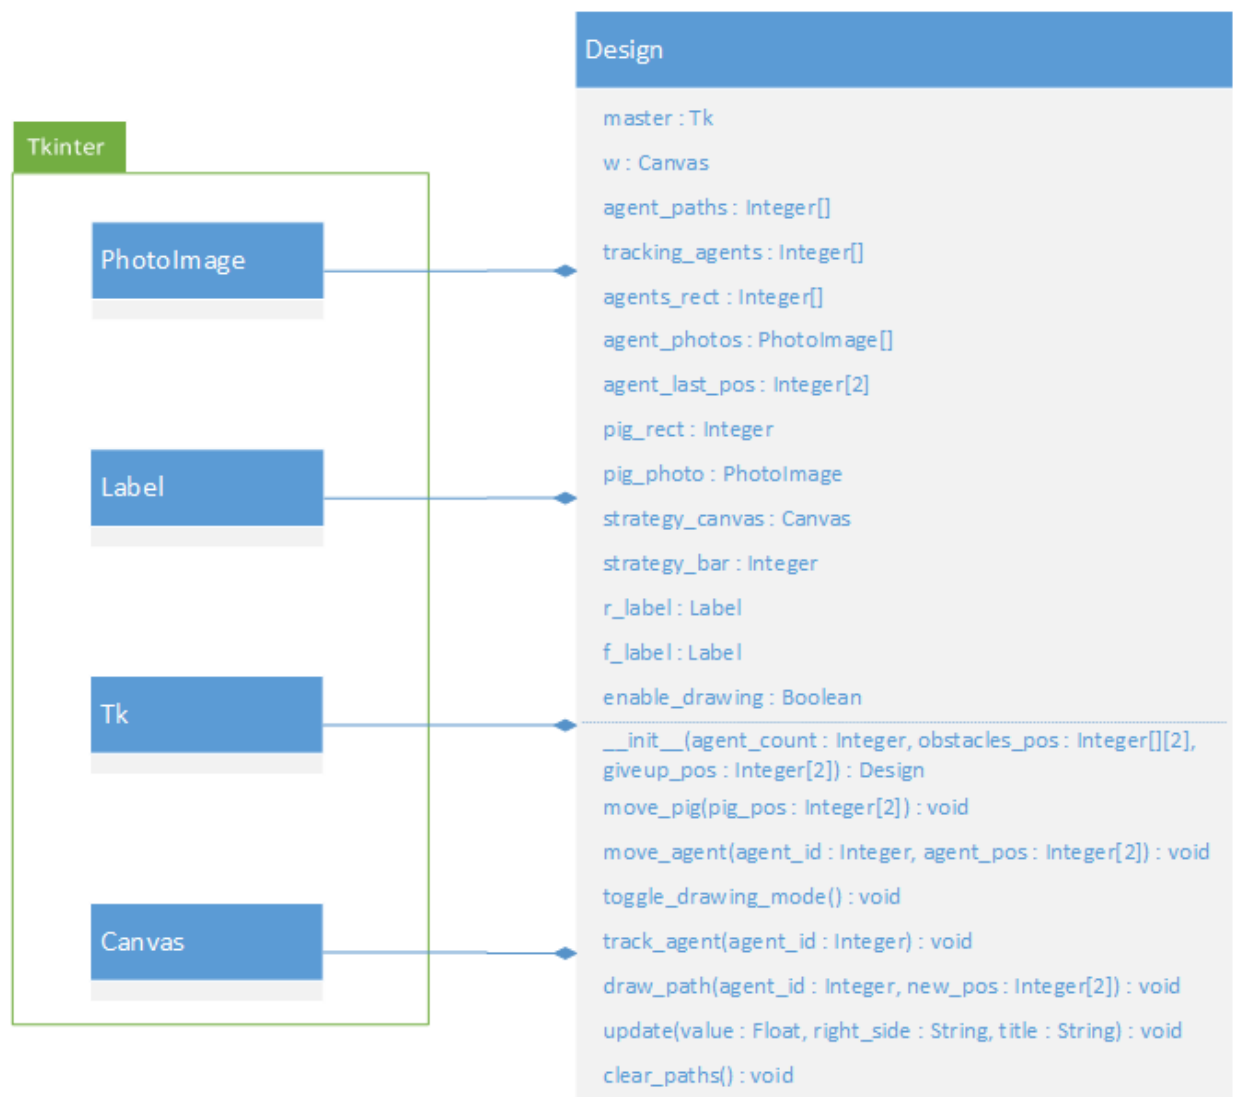 Tkinter
PhotoImage
Label
Tk
Canvas
Design
master : Tk
w : Canvas
agent_paths : Integer[]
tracking_agents : Integer[]
agents_rect : Integer[]
agent_photos : PhotoImage[]
agent_last_pos : Integer[2]
pig_rect : Integer
pig_photo : PhotoImage
strategy_canvas : Canvas
strategy_bar : Integer
r_label : Label
f_label : Label
enable_drawing : Boolean
__init__(agent_count : Integer, obstacles_pos : Integer[][2],
giveup_pos : Integer[2]) : Design
move_pig(pig_pos : Integer[2]) : void
move_agent(agent_id : Integer, agent_pos : Integer[2]) : void
toggle_drawing_mode() : void
track_agent(agent_id : Integer) : void
draw_path(agent_id : Integer, new_pos : Integer[2]) : void
update(value : Float, right_side : String, title : String) : void
clear_paths() : void